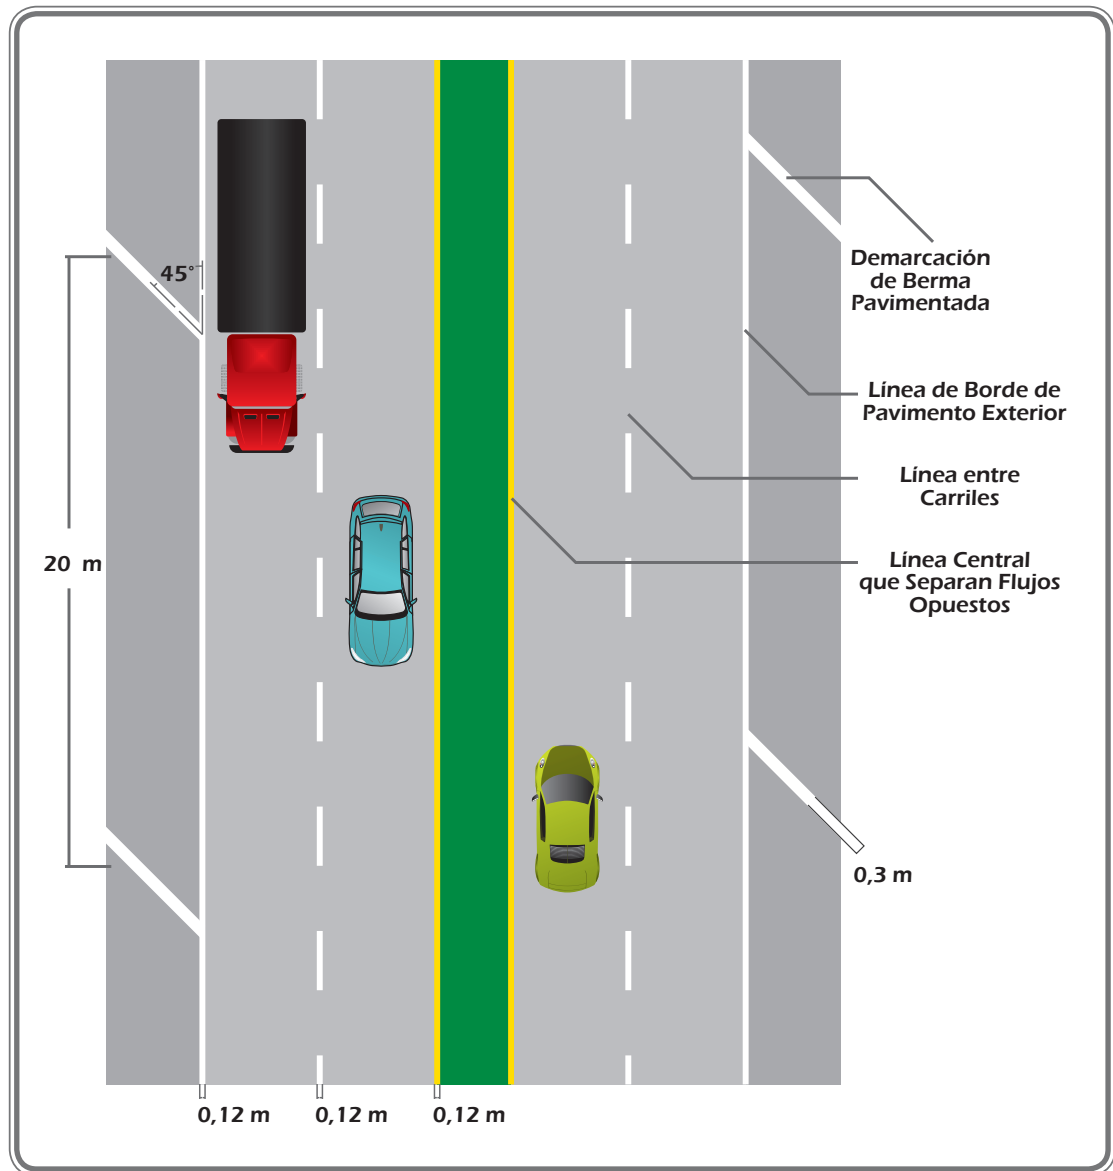 Demarcación
de Berma
Pavimentada
45°
Línea de Borde de
Pavimento Exterior
Línea entre
Carriles
20 m
Línea Central
que Separan Flujos
Opuestos
0,3 m
0,12 m
0,12 m
0,12 m